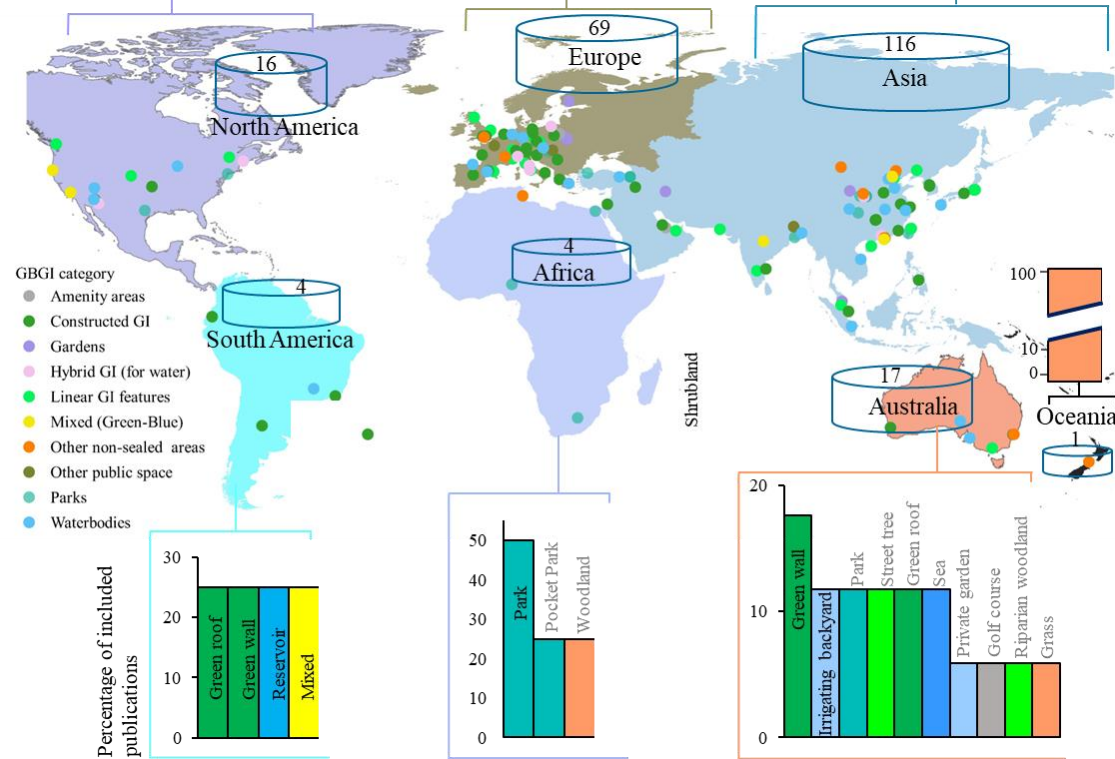 16
North America
69
Europe
116
Asia
4
South America
4
Africa
17
Australia
Oceania
1
100
10
0
Shrubland
GBGI category
Amenity areas
Constructed GI
Gardens
Hybrid GI (for water)
Linear GI features
Mixed (Green-Blue)
Other non-sealed areas
Other public space
Parks
Waterbodies
Percentage of included
publications
30
20
10
0
Green roof
Green wall
Reservoir
Mixed
50
40
30
20
10
0
Park
Pocket Park
Woodland
20
10
0
Green wall
Irrigating backyard
Park
Street tree
Green roof
Sea
Private garden
Golf course
Riparian woodland
Grass